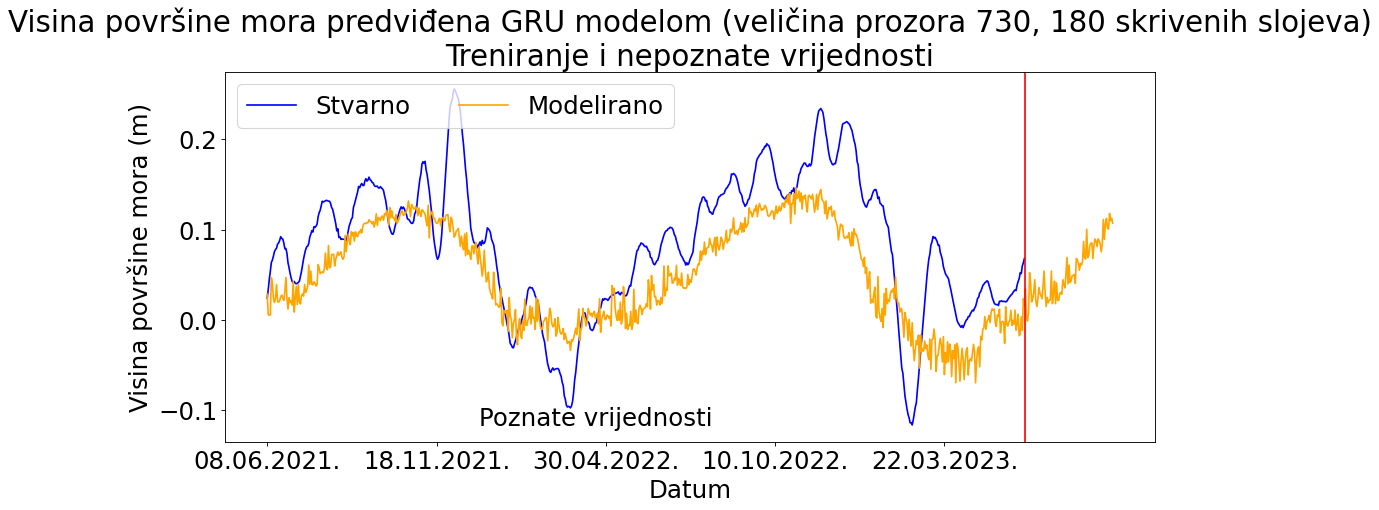 Visina površine mora predviđena GRU modelom (veličina prozora 730, 180 skrivenih slojeva)
Treniranje i nepoznate vrijednosti
Stvarno
Modelirano
Visina površine mora (m)
0.2
0.1
0.0
−0.1
Poznate vrijednosti
08.06.2021.
18.11.2021.
30.04.2022.
10.10.2022.
22.03.2023.
Datum